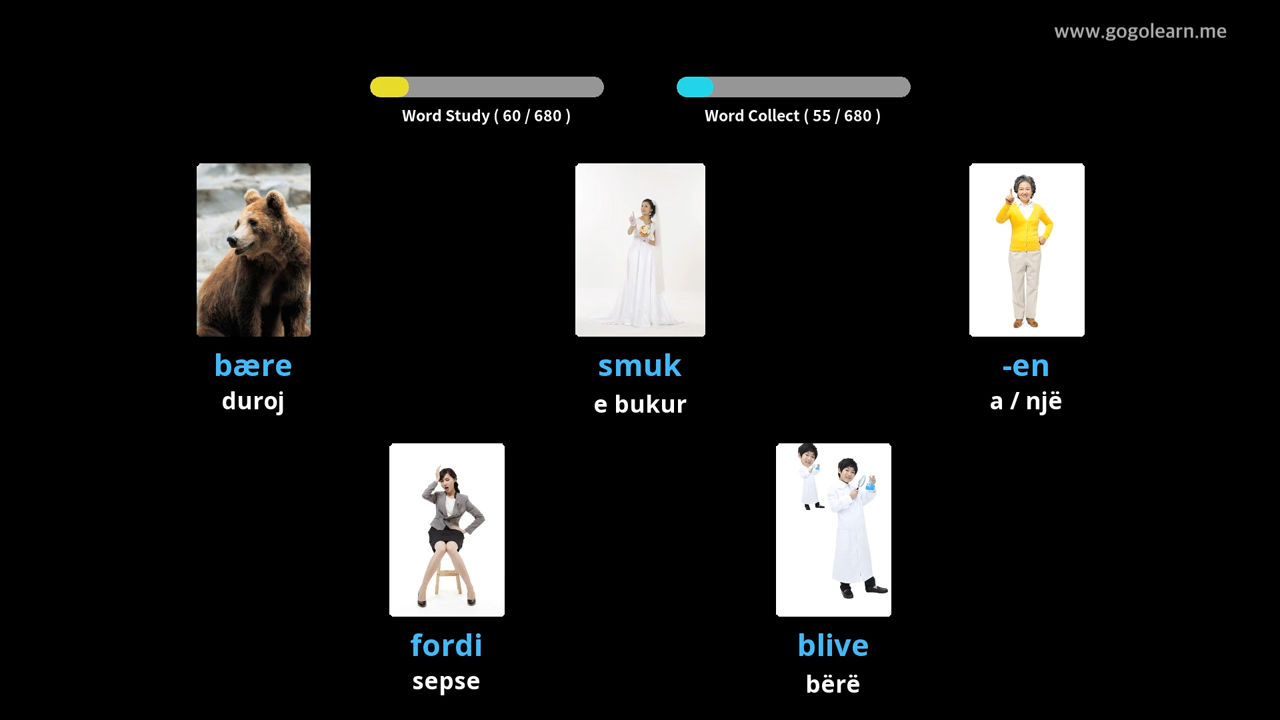 www.gogolearn.me
Word Study ( 60 / 680 )
Word Collect ( 55 / 680 )
bære
duroj
smuk
e bukur
-en
a / një
fordi
sepse
blive
bërë